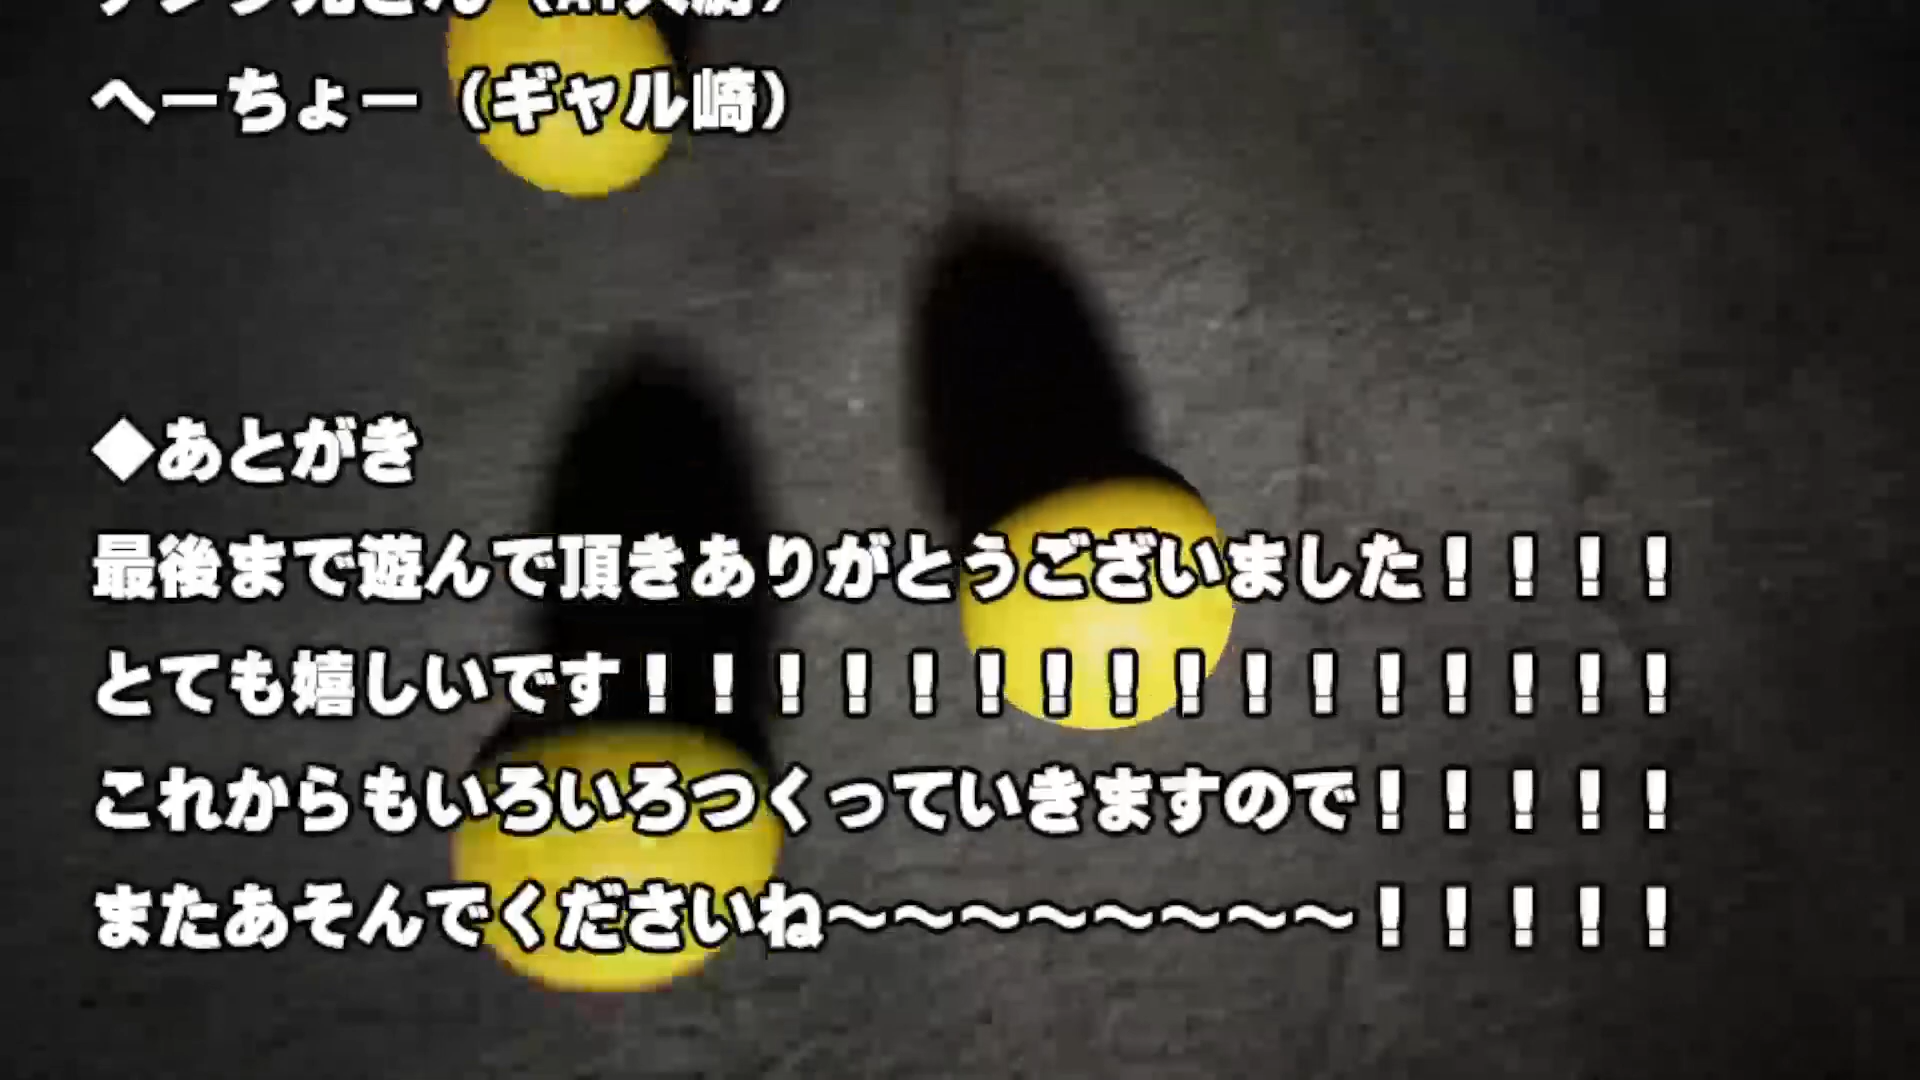 へーちょー（ギャル崎）
◆あとがき
最後まで遊んで頂きありがとうございました！！！！
とても嬉しいです！！！！！！！！！！！！！！！！
これからもいろいろつくっていきますので！！！！！
またあそんでくださいね～～～～～～～～！！！！！